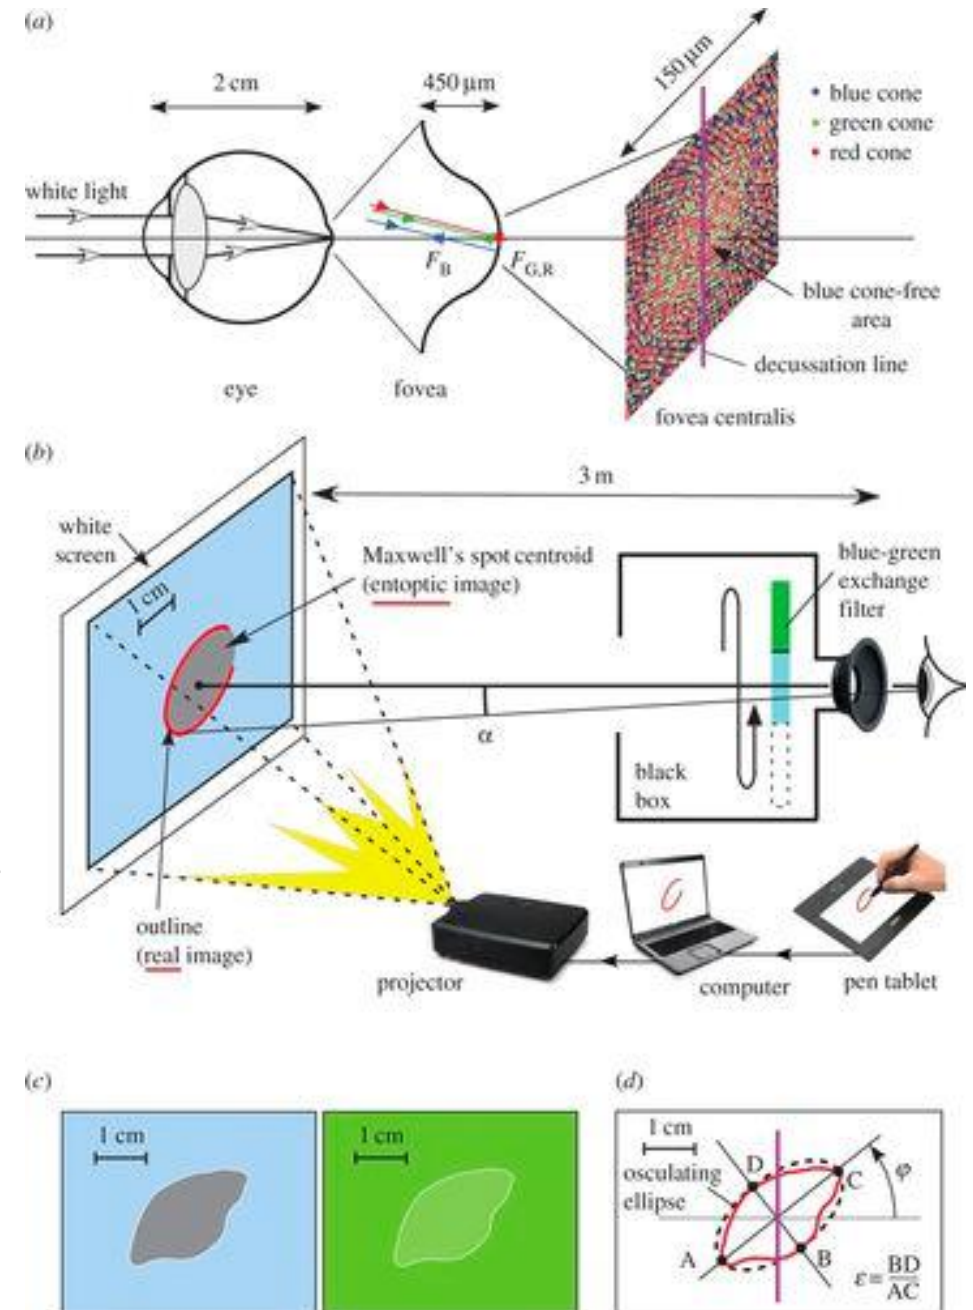 (a)
2 cm
450 µm
150 µm
blue cone
green cone
red cone
white light
F_B
F_G,R
blue cone-free
area
decussation line
eye
fovea
fovea centralis
(b)
3 m
white
screen
1 cm
Maxwell's spot centroid
(entoptic image)
blue-green
exchange
filter
α
black
box
outline
(real image)
projector
computer
pen tablet
(c)
1 cm
1 cm
(d)
1 cm
osculating
ellipse
D
C
φ
A
B
ε = BD/AC